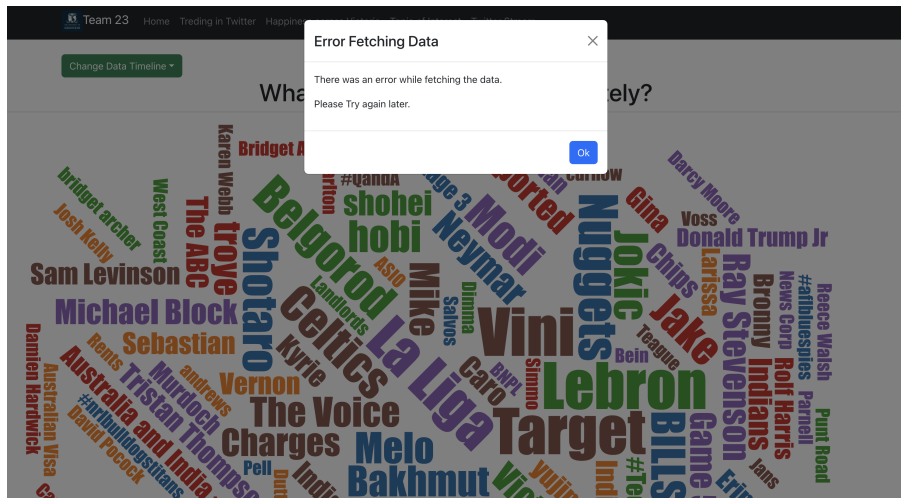 Team 23 Home Treding in Twitter
Error Fetching Data
There was an error while fetching the data.
Please Try again later.
Ok
Change Data Timeline
Karen Webb
#QandA
Darcy Moore
bridget archer
West Coast
Josh Kelly
The ABC
troye
Belgorod
shohei
hobi
Modi
Neymar
Nuggets
Gina
Voss
Donald Trump Jr
Jokic
Chips
Larissa
Ray Stevenson
Bronny
News Corp
#aflbluespies
Reece Walsh
Sam Levinson
Shotaro
ASIO
Landlords
Mike
Salvos
Dimma
Michael Block
Celtics
La Liga
Vini
Jake
Teague
Sebastian
Kyrie
Caro
BNPL
Bein
Lebron
Indians
Rolf Harris
Parnell
Damien Hardwick
Australian Visa
Rents
Australia and India
Tristan Thompson
Murdoch
andrews
Vernon
The Voice
Charges
Target
BILLS
Punt Road
#nrlbulldogstitans
David Pocock
Pell
Melo
Bakhmut
Jans